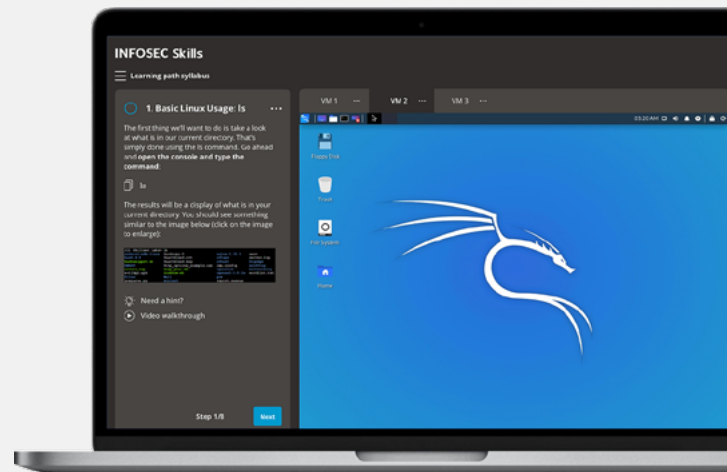 INFOSEC Skills
Learning path syllabus
1. Basic Linux Usage: ls
The first thing we'll want to do is take a look
at what is in our current directory. That's
simply done using the ls command. Go ahead
and open the console and type the
command:
ls
The results will be a display of what is in your
current directory. You should see something
similar to the image below (click on the image
to enlarge):
Need a hint?
Video walkthrough
Step 1/8
Next
VM 1
VM 2
VM 3
03:20 AM
Floppy Disk
Trash
File System
Home